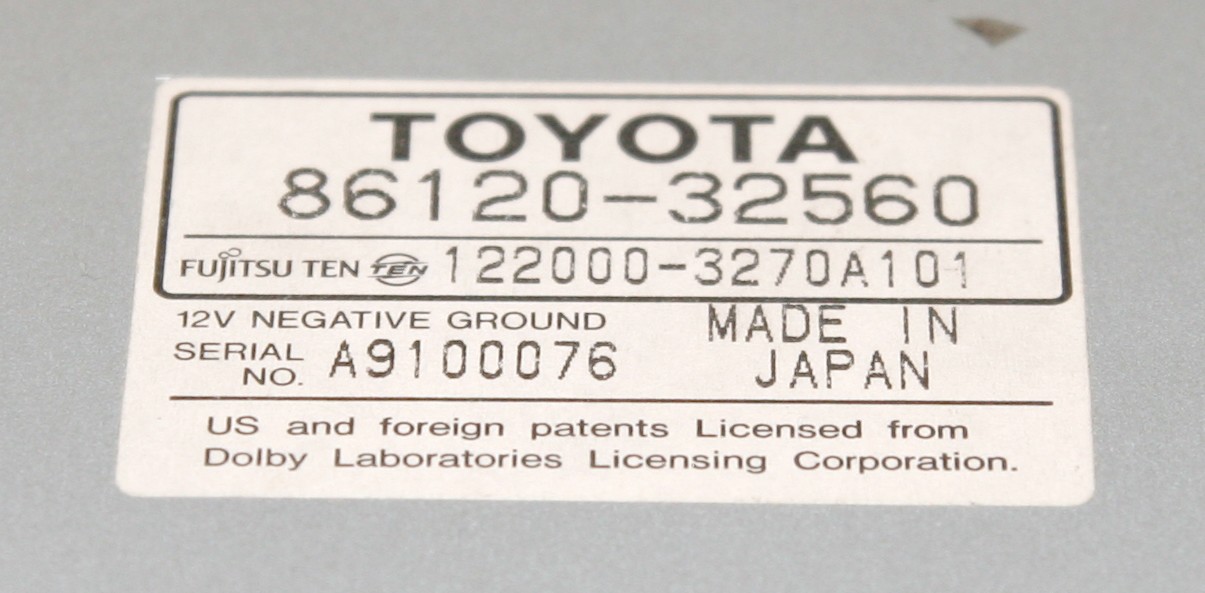 TOYOTA
86120-32560
FUJITSU TEN TEN 122000-3270A101
12V NEGATIVE GROUND
MADE IN
SERIAL
NO. A9100076
JAPAN
US and foreign patents Licensed from
Dolby Laboratories Licensing Corporation.